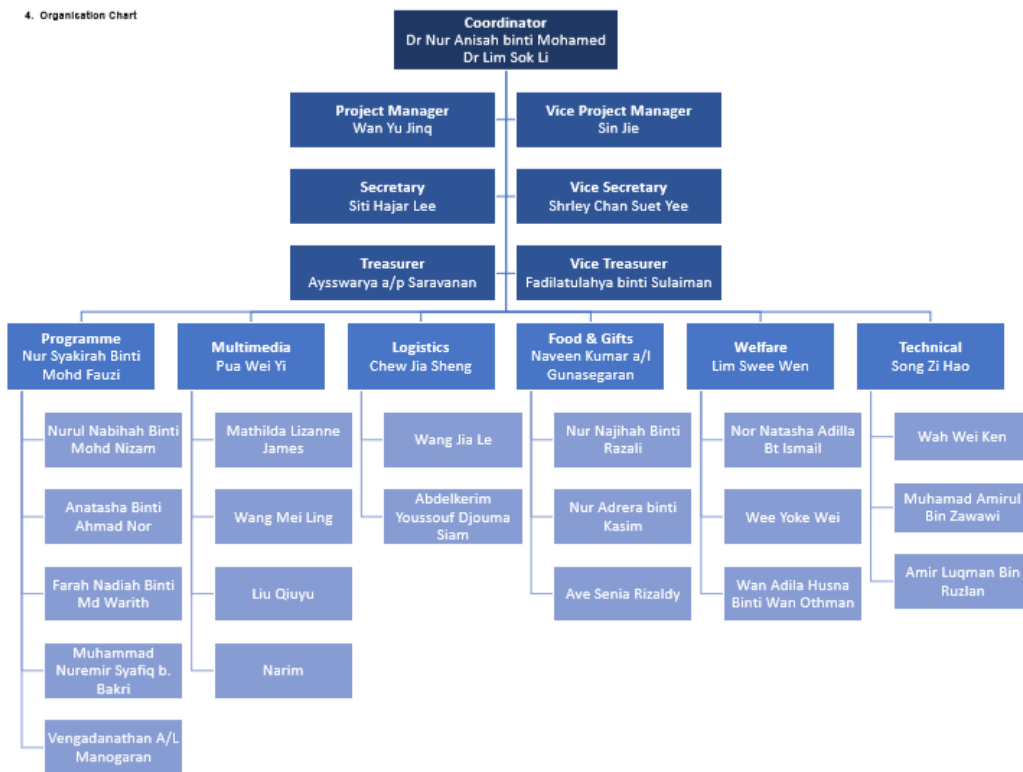 4. Organisation Chart
Coordinator
Dr Nur Anisah binti Mohamed
Dr Lim Sok Li
Project Manager
Wan Yu Jinq
Vice Project Manager
Sin Jie
Secretary
Siti Hajar Lee
Vice Secretary
Shrley Chan Suet Yee
Treasurer
Aysswarya a/p Saravanan
Vice Treasurer
Fadilatulahya binti Sulaiman
Programme
Nur Syakirah Binti
Mohd Fauzi
Multimedia
Pua Wei Yi
Logistics
Chew Jia Sheng
Food & Gifts
Naveen Kumar a/l
Gunasegaran
Welfare
Lim Swee Wen
Technical
Song Zi Hao
Nurul Nabihah Binti
Mohd Nizam
Anatasha Binti
Ahmad Nor
Farah Nadiah Binti
Md Warith
Muhammad
Nuremir Syafiq b.
Bakri
Vengadanathan A/L
Manogaran
Mathilda Lizanne
James
Wang Mei Ling
Liu Qiuyu
Narim
Wang Jia Le
Abdelkerim
Youssouf Djouma
Siam
Nur Najihah Binti
Razali
Nur Adrera binti
Kasim
Ave Senia Rizaldy
Nor Natasha Adilla
Bt Ismail
Wee Yoke Wei
Wan Adila Husna
Binti Wan Othman
Wah Wei Ken
Muhamad Amirul
Bin Zawawi
Amir Luqman Bin
Ruzlan